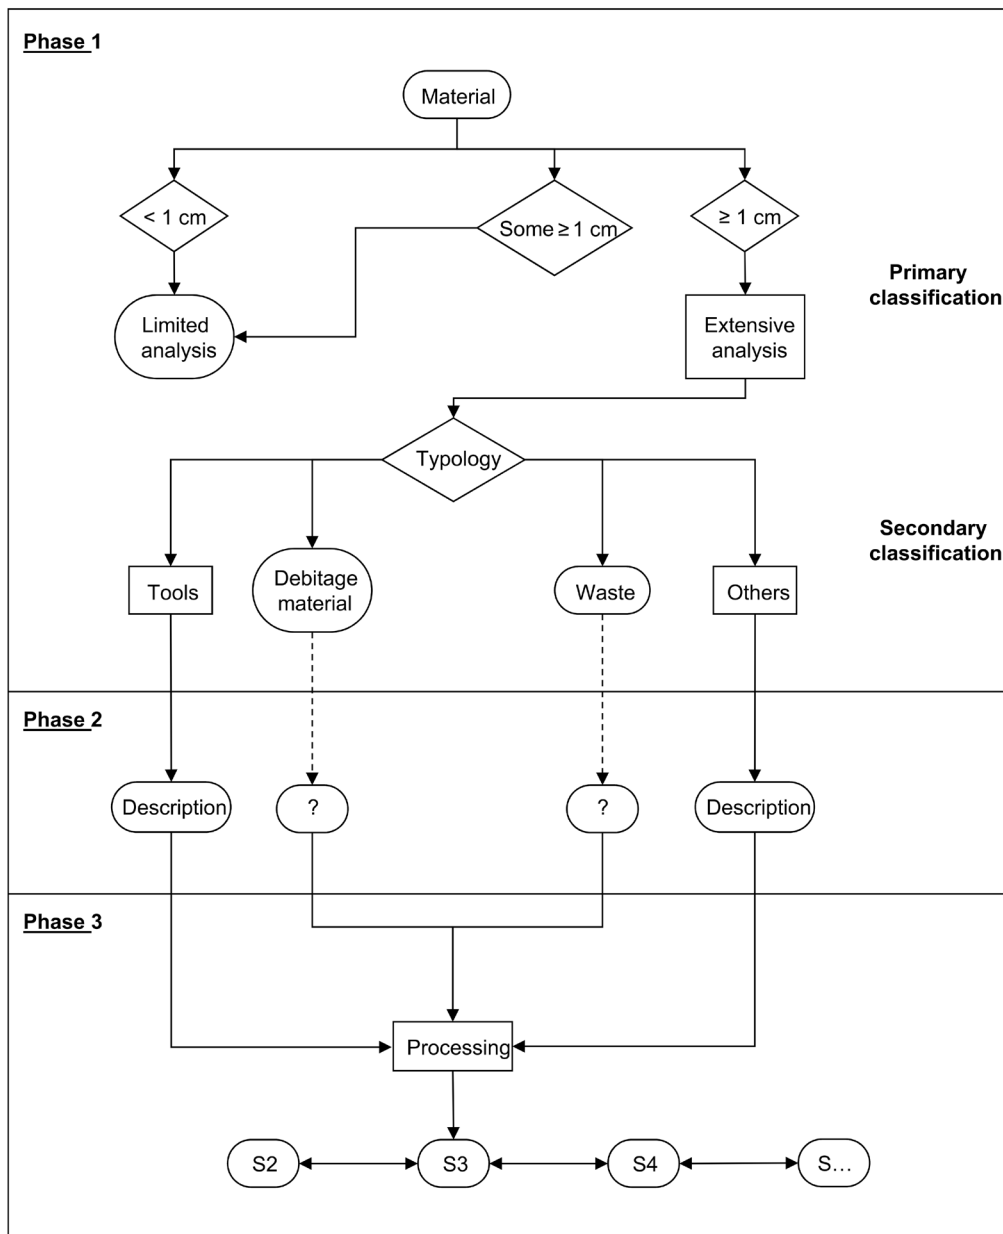 Phase 1
Material
< 1 cm
Some ≥ 1 cm
≥ 1 cm
Primary
classification
Limited
analysis
Extensive
analysis
Typology
Secondary
classification
Tools
Debitage
material
Waste
Others
Phase 2
Description
?
?
Description
Phase 3
Processing
S2
S3
S4
S...